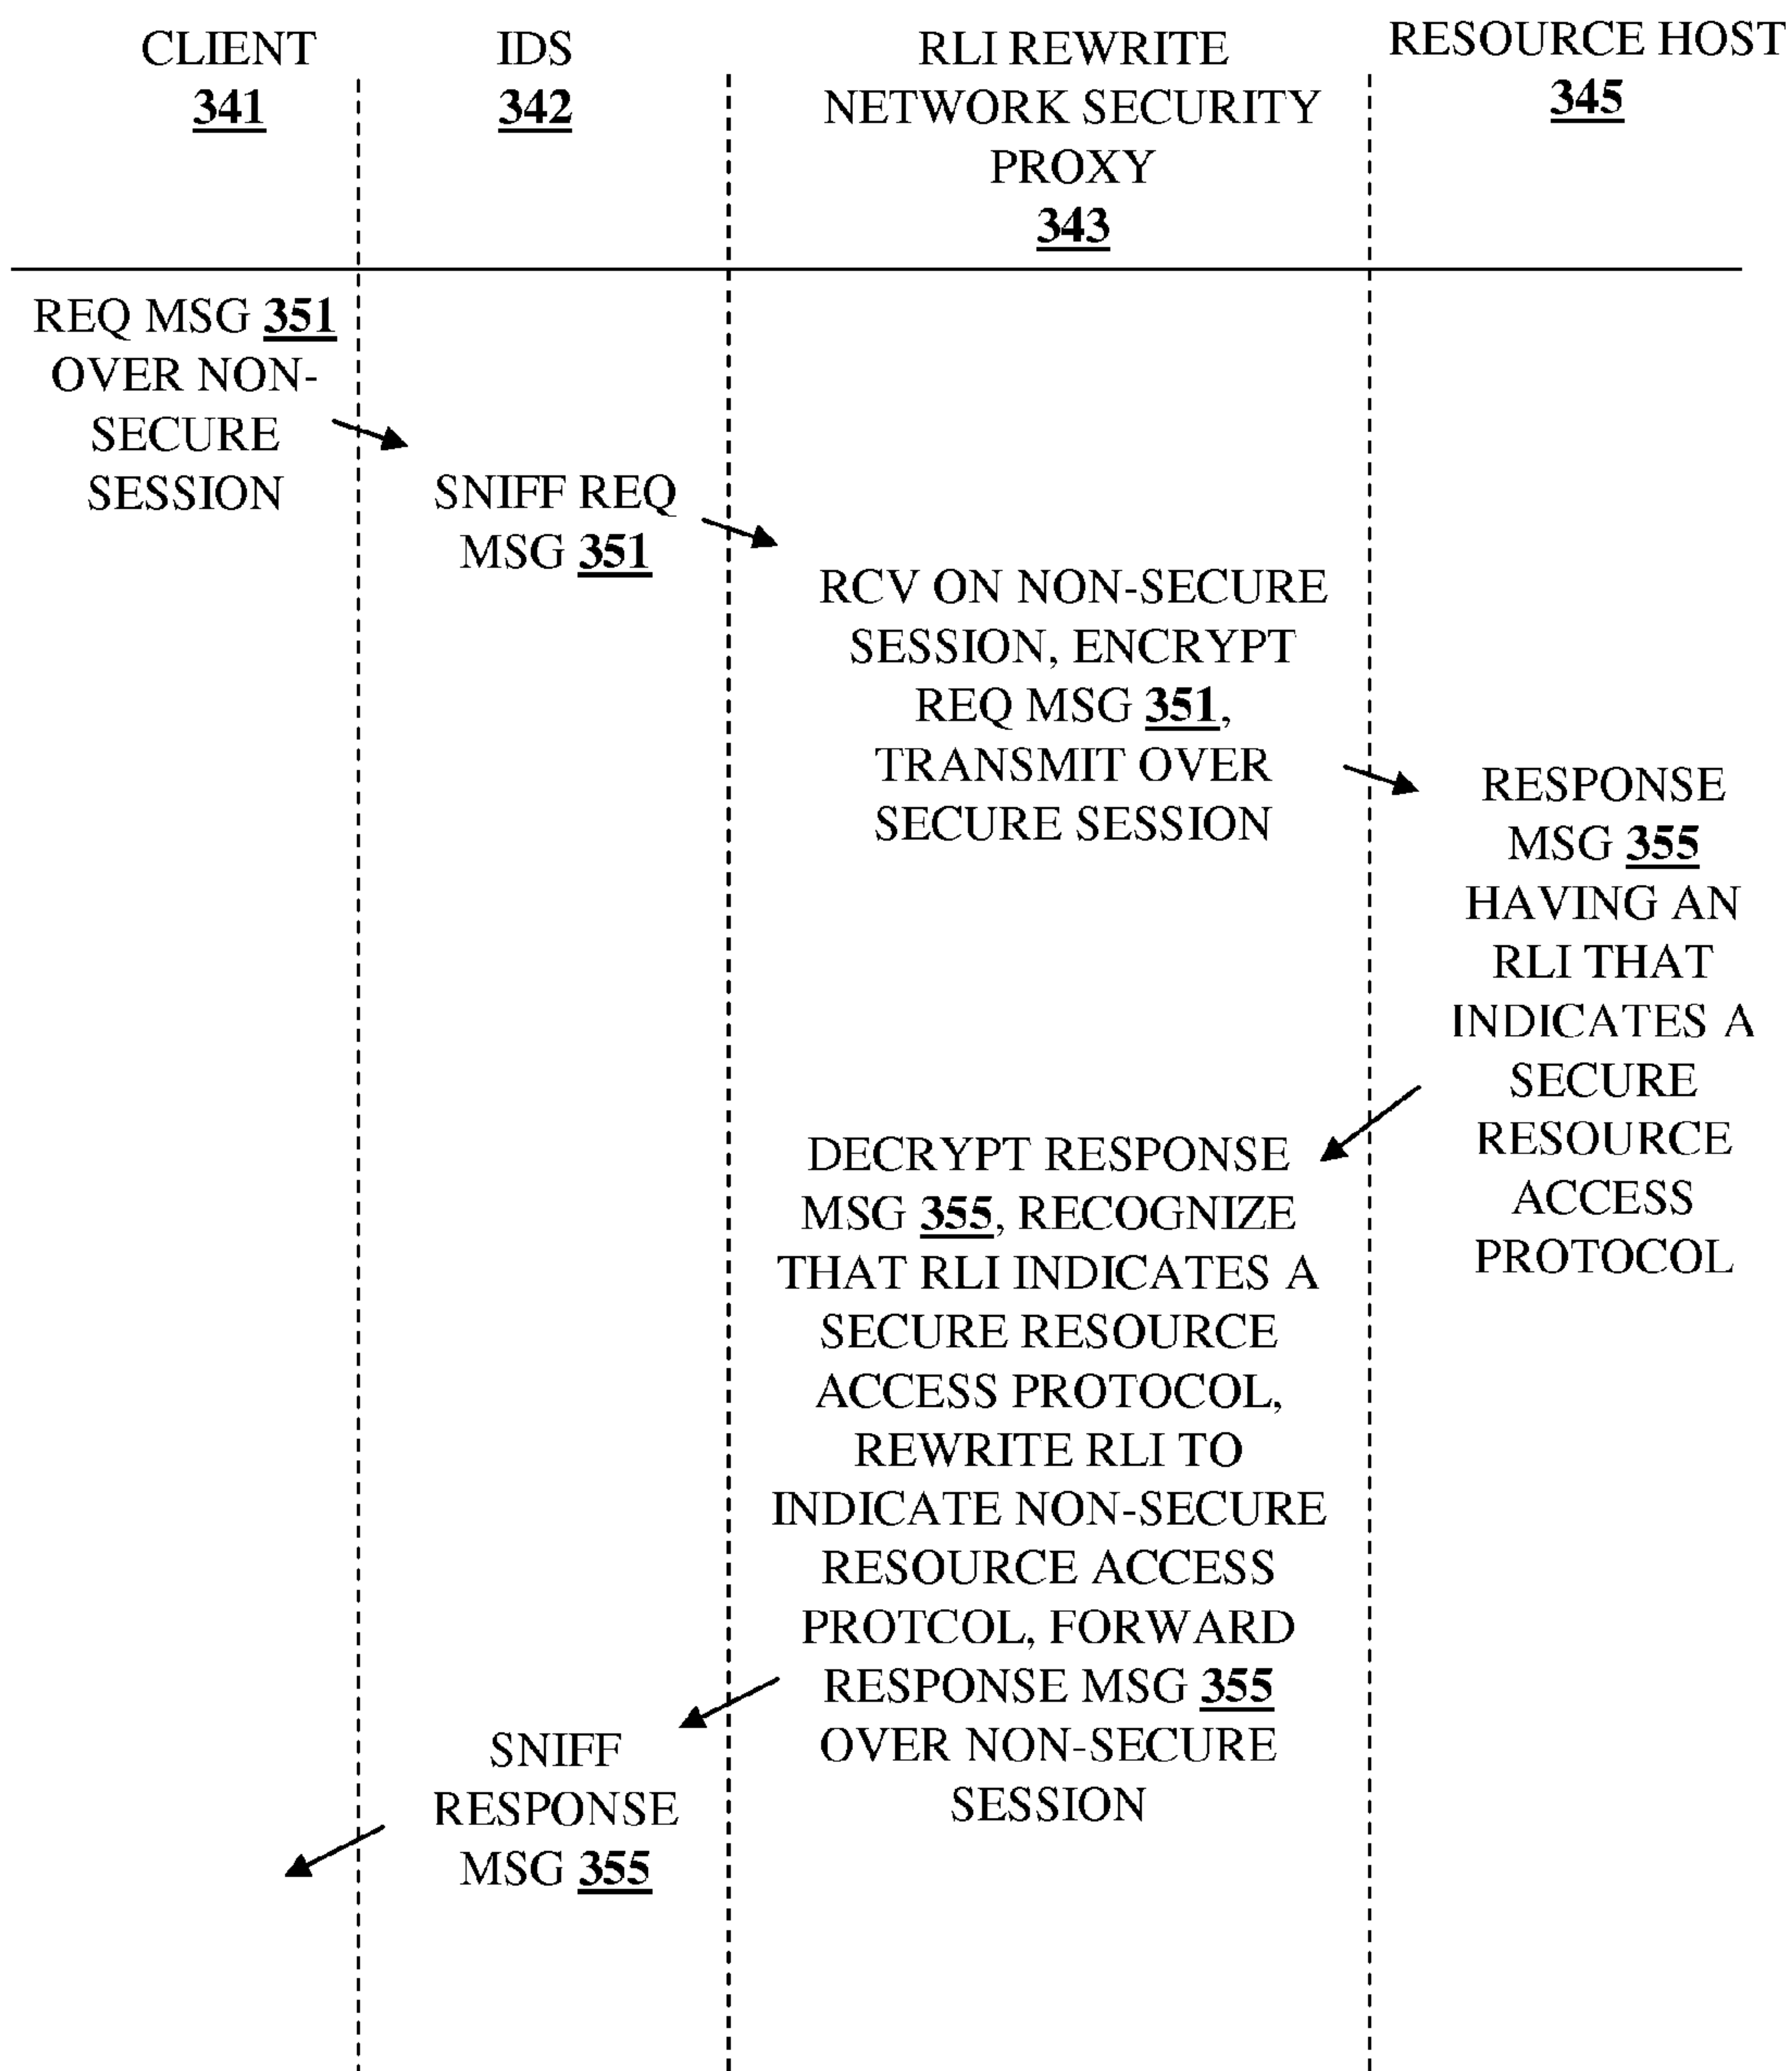 CLIENT
341
IDS
342
RLI REWRITE
NETWORK SECURITY
PROXY
343
RESOURCE HOST
345
REQ MSG 351
OVER NON-
SECURE
SESSION
SNIFF REQ
MSG 351
RCV ON NON-SECURE
SESSION, ENCRYPT
REQ MSG 351,
TRANSMIT OVER
SECURE SESSION
RESPONSE
MSG 355
HAVING AN
RLI THAT
INDICATES A
SECURE
RESOURCE
ACCESS
PROTOCOL
DECRYPT RESPONSE
MSG 355, RECOGNIZE
THAT RLI INDICATES A
SECURE RESOURCE
ACCESS PROTOCOL,
REWRITE RLI TO
INDICATE NON-SECURE
RESOURCE ACCESS
PROTCOL, FORWARD
RESPONSE MSG 355
OVER NON-SECURE
SESSION
SNIFF
RESPONSE
MSG 355